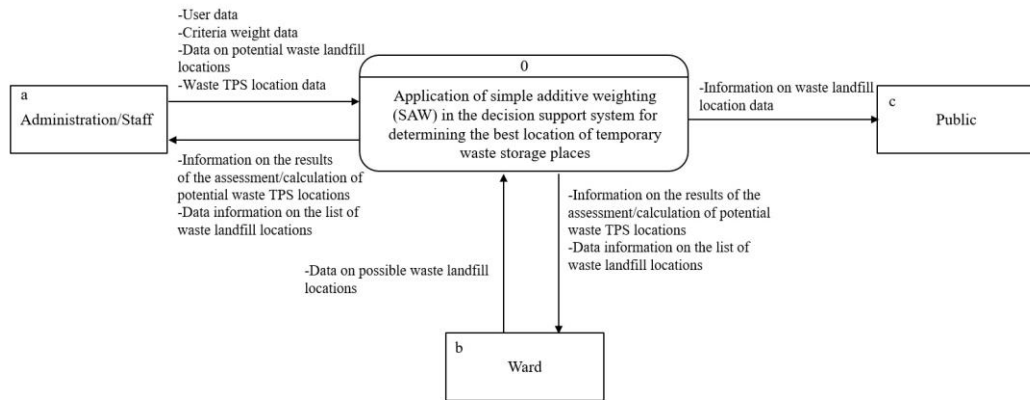 -User data
-Criteria weight data
-Data on potential waste landfill
locations
-Waste TPS location data
a
Administration/Staff
0
Application of simple additive weighting
(SAW) in the decision support system for
determining the best location of temporary
waste storage places
-Information on waste landfill
location data
c
Public
-Information on the results
of the assessment/calculation of
potential waste TPS locations
-Data information on the list of
waste landfill locations
-Data on possible waste landfill
locations
-Information on the results of the
assessment/calculation of potential
waste TPS locations
-Data information on the list of
waste landfill locations
b
Ward